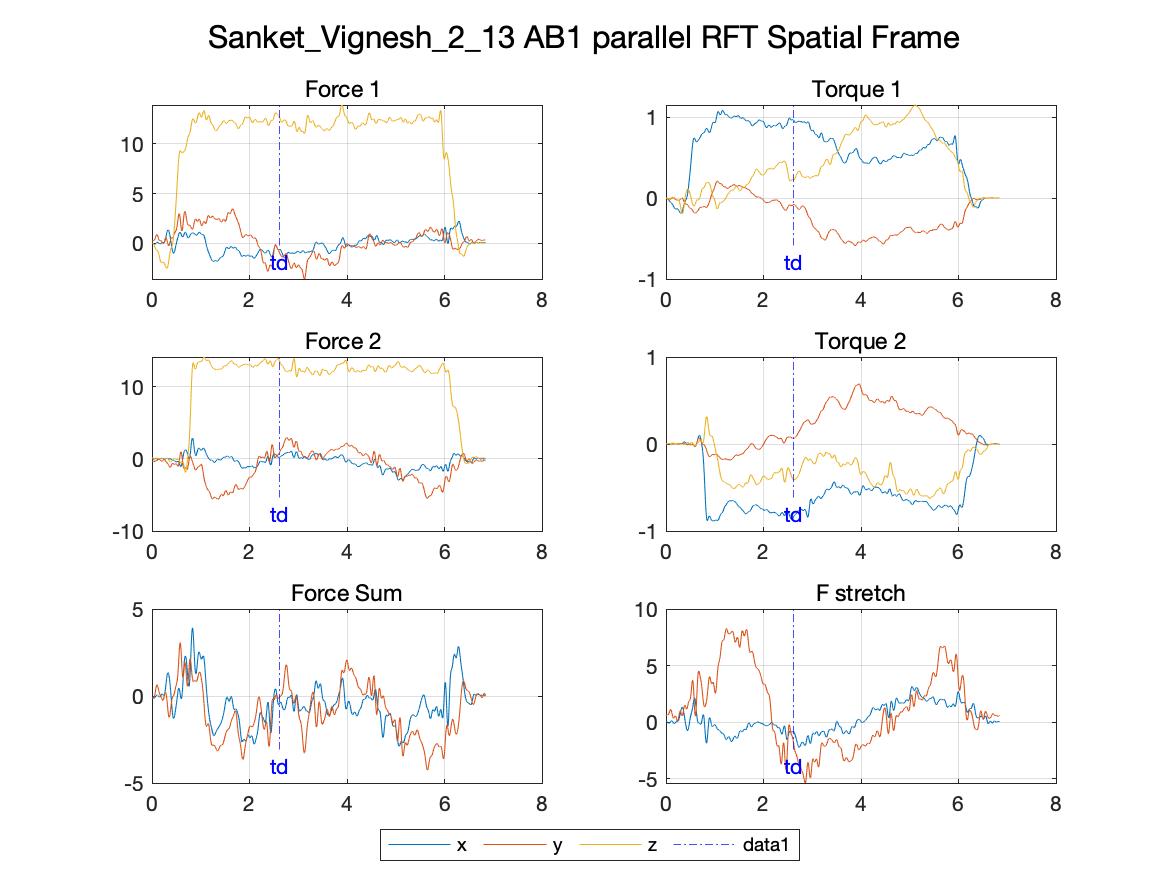 Sanket_Vignesh_2_13 AB1 parallel RFT Spatial Frame
Force 1
10
5
0
td
0 2 4 6 8
Torque 1
1
0
-1
td
0 2 4 6 8
Force 2
10
0
-10
td
0 2 4 6 8
Torque 2
1
0
-1
td
0 2 4 6 8
Force Sum
5
0
-5
td
0 2 4 6 8
F stretch
10
5
0
-5
td
0 2 4 6 8
x y z data1